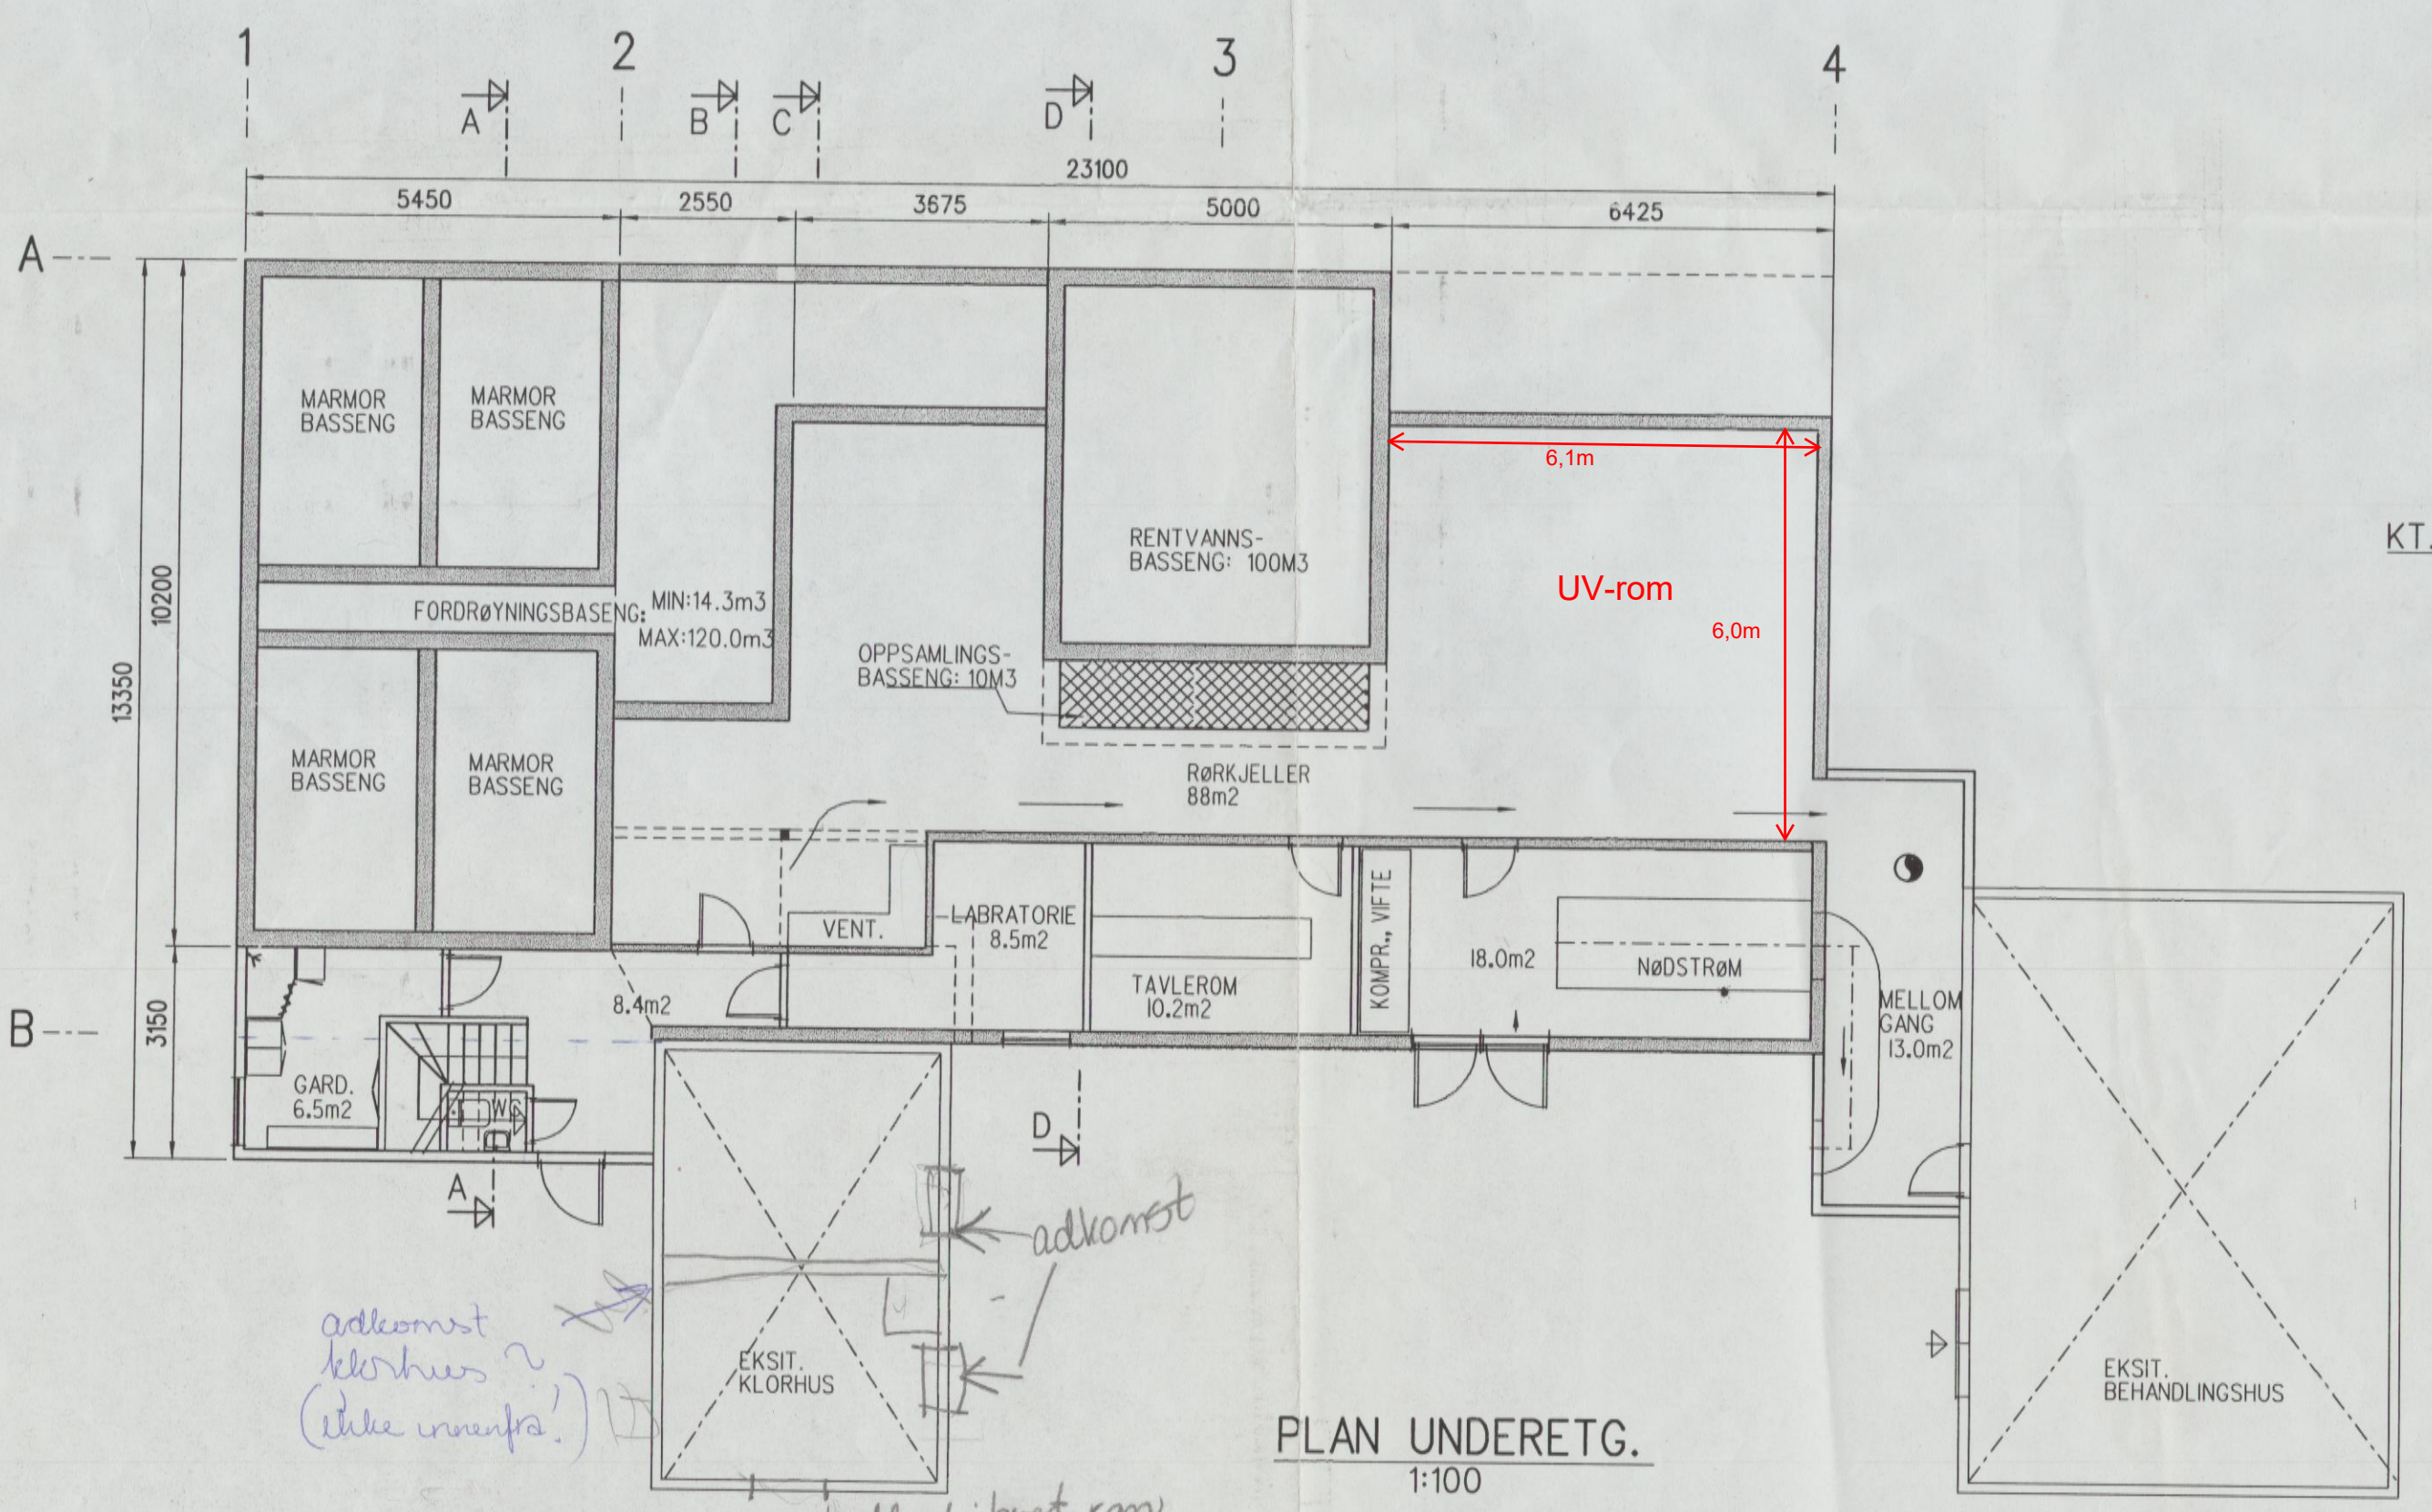 1
2
3
4
A
B
C
D
23100
5450
2550
3675
5000
6425
A
MARMOR
BASSENG
MARMOR
BASSENG
6,1m
RENTVANNS-
BASSENG: 100M3
UV-rom
6,0m
KT.
10200
13350
FORDRØYNINGSBASENG:
MIN:14.3m3
MAX:120.0m3
OPPSAMLINGS-
BASSENG: 10M3
MARMOR
BASSENG
MARMOR
BASSENG
RØRKJELLER
88m2
VENT.
LABRATORIE
8.5m2
TAVLEROM
10.2m2
KOMPR., VIFTE
18.0m2
NØDSTRØM
MELLOM
GANG
13.0m2
B
3150
8.4m2
GARD.
6.5m2
W
A
D
adkomst
adkomst
klorhus ?
(ikke innenfra!)
EKSIT.
KLORHUS
EKSIT.
BEHANDLINGSHUS
PLAN UNDERETG.
1:100
rom